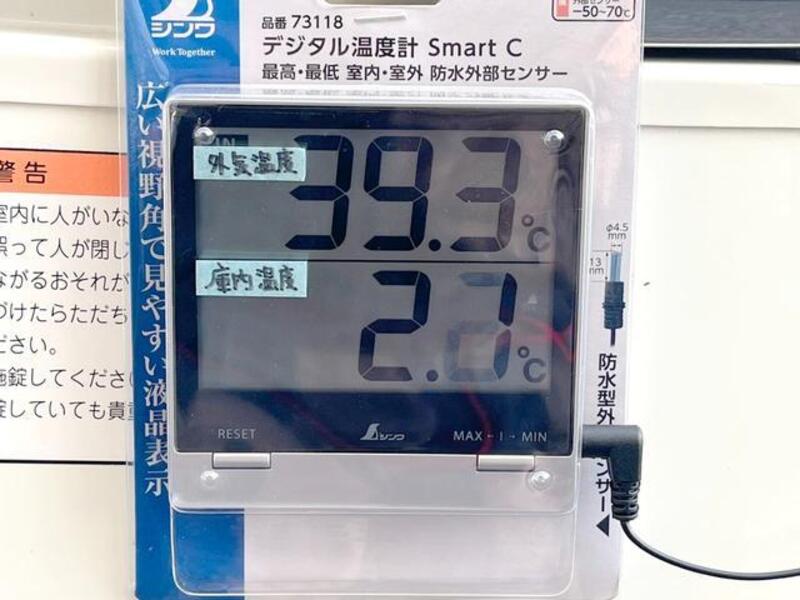 シンワ
Work Together
品番 73118
デジタル温度計 Smart C
最高・最低 室内・室外 防水外部センサー
−50~70℃
広い視野角で見やすい液晶表示
IN
外気温度
39.3℃
庫内温度
2.7℃
RESET
シンワ
MAX ← I → MIN
φ4.5
mm
13
mm
防水型外
ンサー
警告
室内に人がいな
誤って人が閉じ
ながるおそれが
づけたらただち
ださい。
施錠してくださ
錠していても貴重